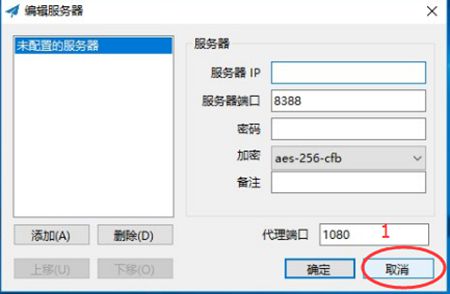 编辑服务器
未配置的服务器
服务器
服务器 IP
服务器端口 8388
密码
加密 aes-256-cfb
备注
添加(A) 删除(D) 代理端口 1080 1
上移(U) 下移(O) 确定 取消